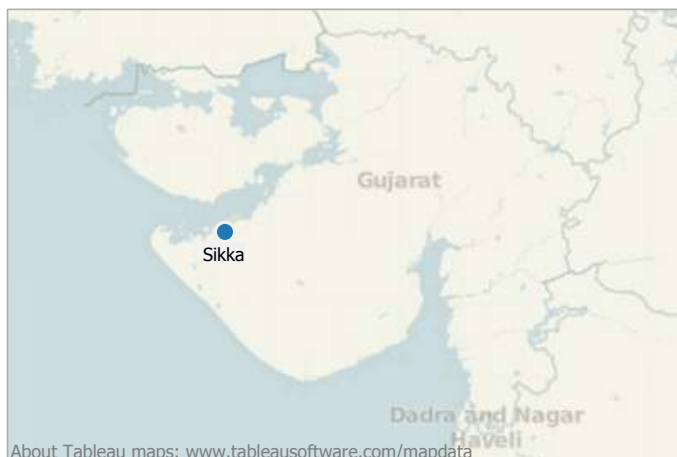 Gujarat
Sikka
Dadra and Nagar
Haveli
About Tableau maps: www.tableausoftware.com/mapdata